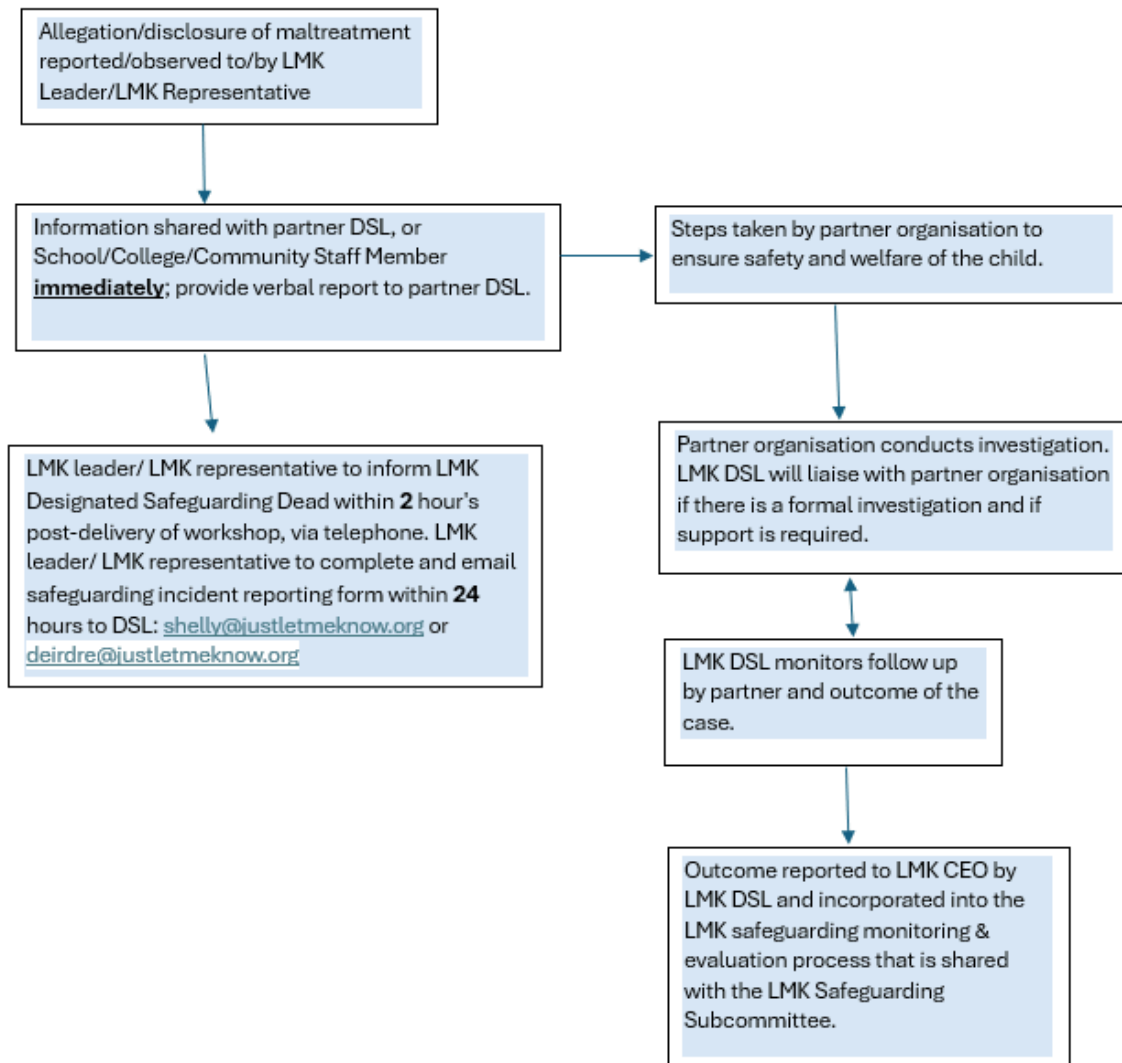 Allegation/disclosure of maltreatment
reported/observed to/by LMK
Leader/LMK Representative
Information shared with partner DSL, or
School/College/Community Staff Member
immediately; provide verbal report to partner DSL.
Steps taken by partner organisation to
ensure safety and welfare of the child.
LMK leader/ LMK representative to inform LMK
Designated Safeguarding Dead within 2 hour's
post-delivery of workshop, via telephone. LMK
leader/ LMK representative to complete and email
safeguarding incident reporting form within 24
hours to DSL: shelly@justletmeknow.org or
deirdre@justletmeknow.org
Partner organisation conducts investigation.
LMK DSL will liaise with partner organisation
if there is a formal investigation and if
support is required.
LMK DSL monitors follow up
by partner and outcome of the
case.
Outcome reported to LMK CEO by
LMK DSL and incorporated into the
LMK safeguarding monitoring &
evaluation process that is shared
with the LMK Safeguarding
Subcommittee.